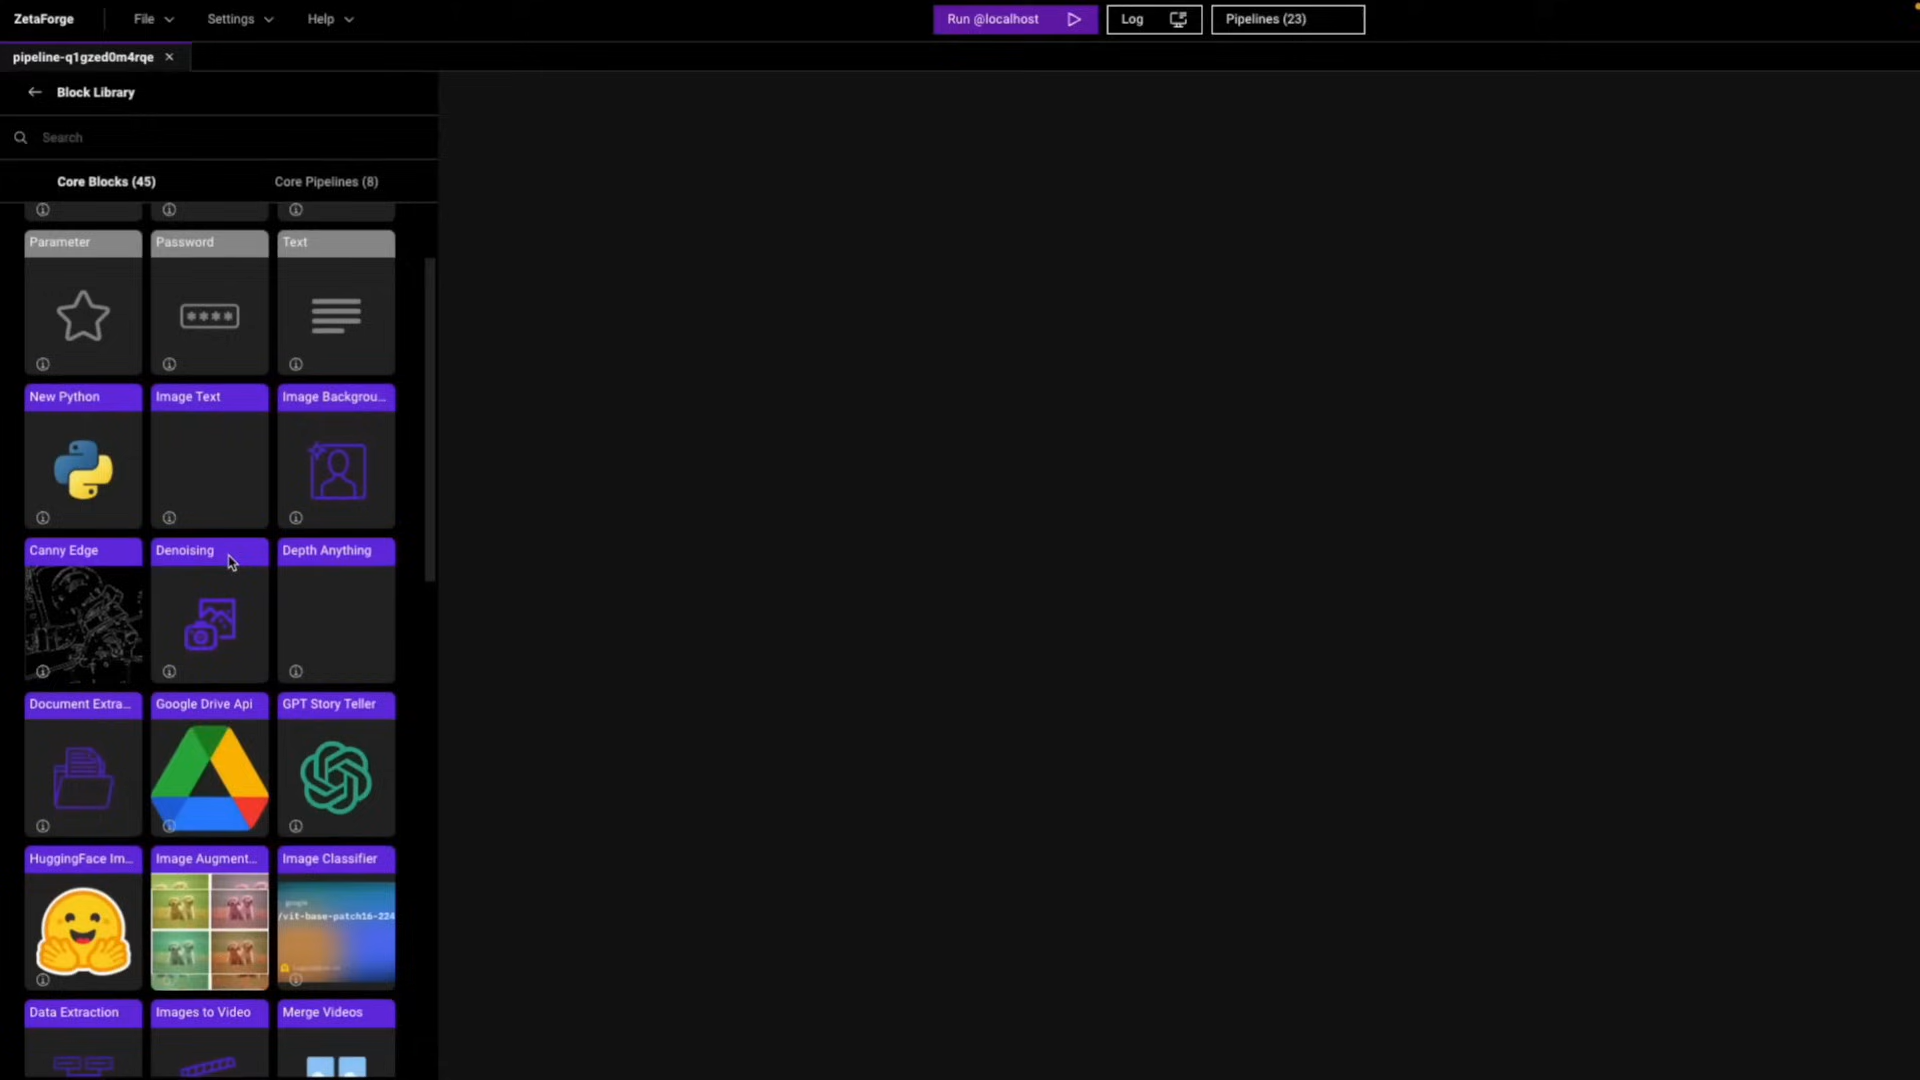 ZetaForge File Settings Help Run @localhost Log Pipelines (23)
pipeline-q1gzed0m4rqe
Block Library
Search
Core Blocks (45) Core Pipelines (8)
Parameter Password Text
****
New Python Image Text Image Backgrou...
Canny Edge Denoising Depth Anything
Document Extra... Google Drive Api GPT Story Teller
HuggingFace Im... Image Augment... Image Classifier
google
/vit-base-patch16-224
Data Extraction Images to Video Merge Videos